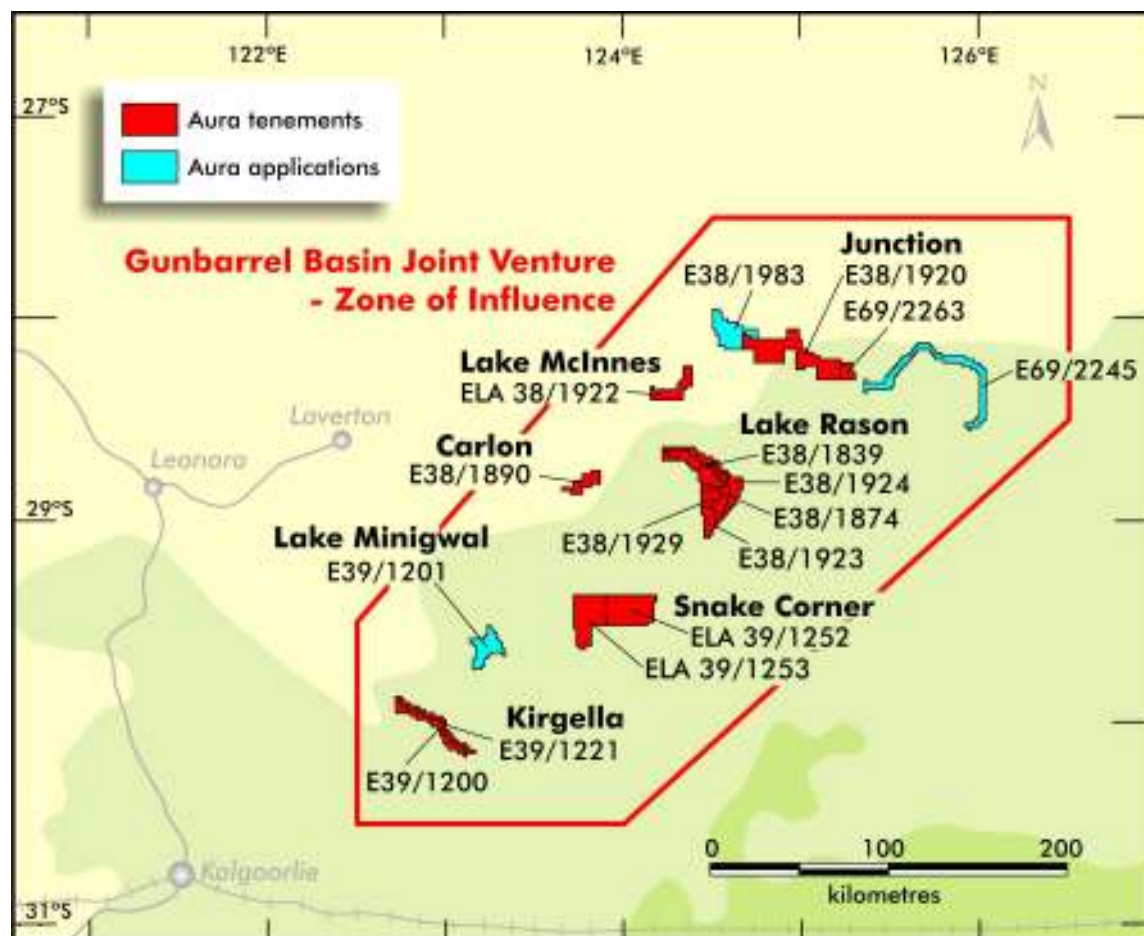 122°E
124°E
126°E
27°S
N
Aura tenements
Aura applications
Gunbarrel Basin Joint Venture
- Zone of Influence
Junction
E38/1983
E38/1920
E69/2263
E69/2245
Lake McInnes
ELA 38/1922
Laverton
Leonora
Carlon
E38/1890
Lake Rason
E38/1839
E38/1924
E38/1874
E38/1929
E38/1923
29°S
Lake Minigwal
E39/1201
Snake Corner
ELA 39/1252
ELA 39/1253
Kirgella
E39/1221
E39/1200
Kalgoorlie
0 100 200
kilometres
31°S